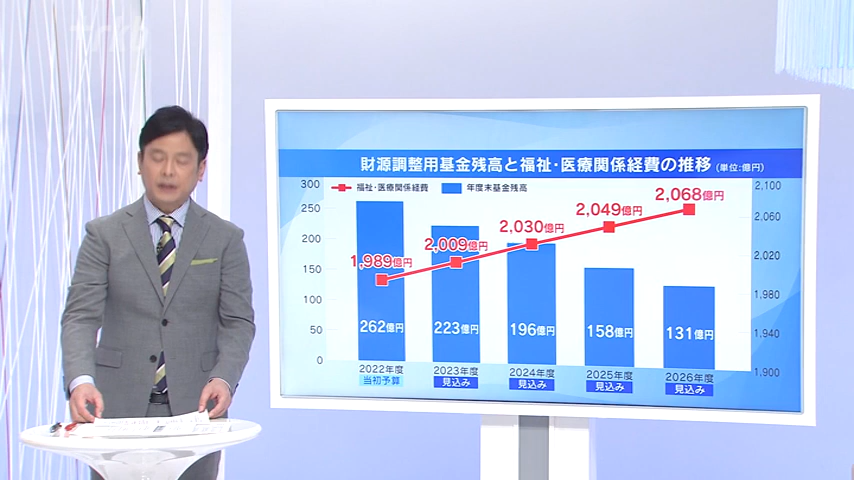 財源調整用基金残高と福祉・医療関係経費の推移 (単位:億円)
福祉・医療関係経費 年度末基金残高
300
250
200
150
100
50
0
2,100
2,060
2,020
1,980
1,940
1,900
1,989億円
2,009億円
2,030億円
2,049億円
2,068億円
262億円
223億円
196億円
158億円
131億円
2022年度
当初予算
2023年度
見込み
2024年度
見込み
2025年度
見込み
2026年度
見込み